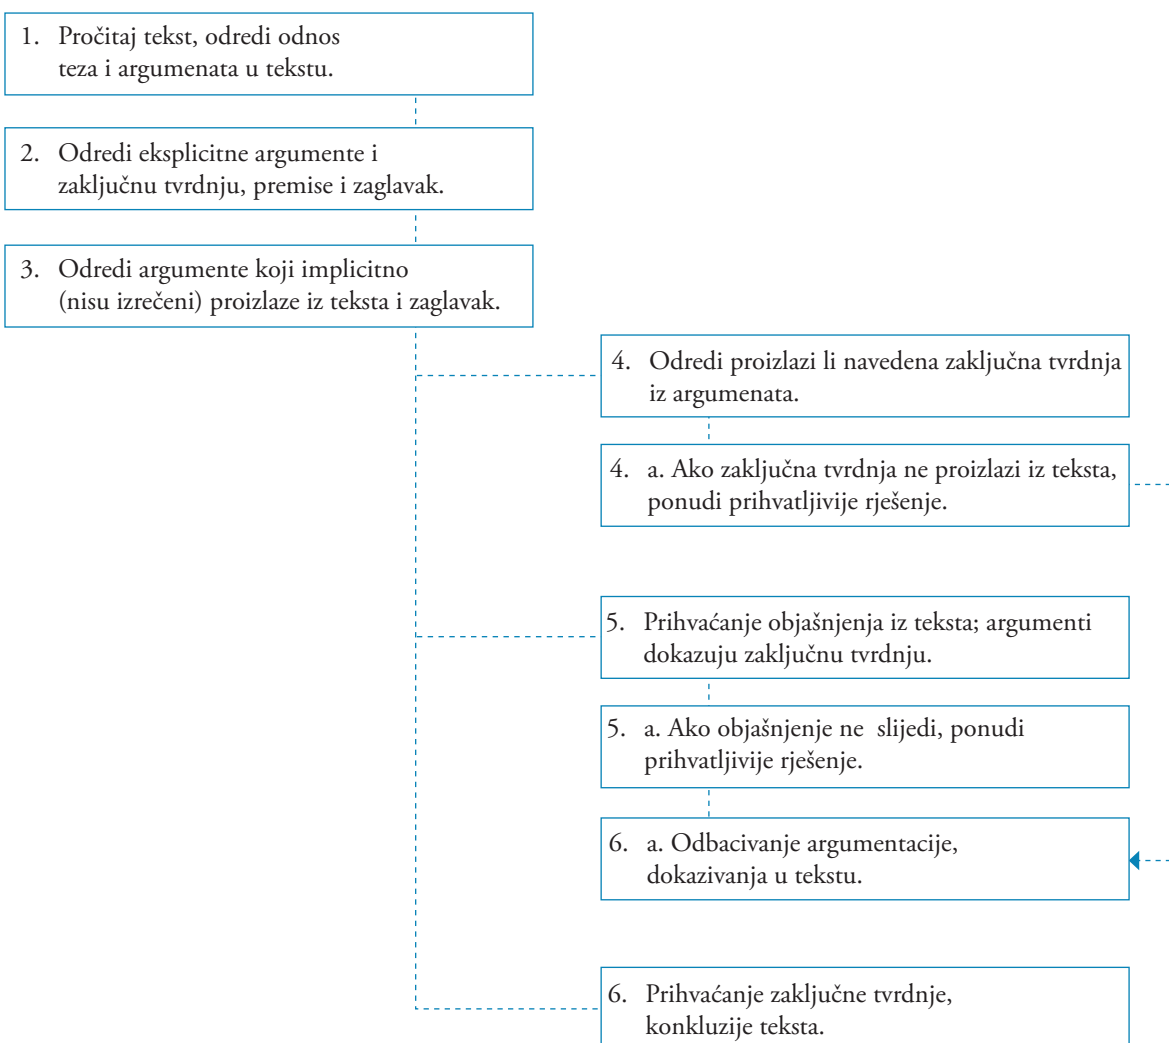 1. Pročitaj tekst, odredi odnos
teza i argumenata u tekstu.
2. Odredi eksplicitne argumente i
zaključnu tvrdnju, premise i zaglavak.
3. Odredi argumente koji implicitno
(nisu izrečeni) proizlaze iz teksta i zaglavak.
4. Odredi proizlazi li navedena zaključna tvrdnja
iz argumenata.
4. a. Ako zaključna tvrdnja ne proizlazi iz teksta,
ponudi prihvatljivije rješenje.
5. Prihvaćanje objašnjenja iz teksta; argumenti
dokazuju zaključnu tvrdnju.
5. a. Ako objašnjenje ne slijedi, ponudi
prihvatljivije rješenje.
6. a. Odbacivanje argumentacije,
dokazivanja u tekstu.
6. Prihvaćanje zaključne tvrdnje,
konkluzije teksta.